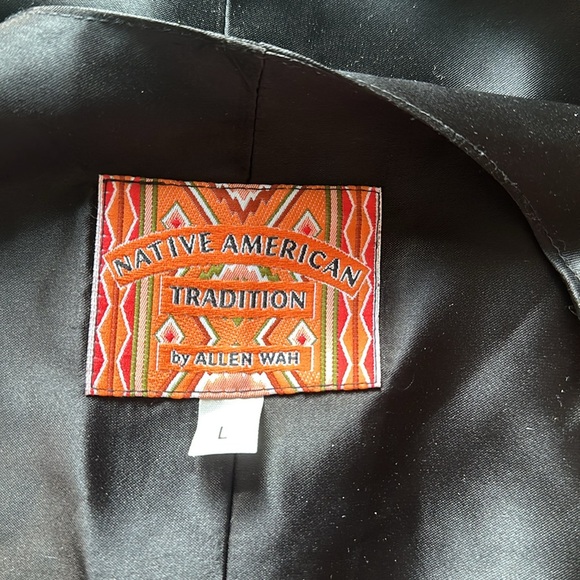 NATIVE AMERICAN
TRADITION
by ALLEN WAH
L